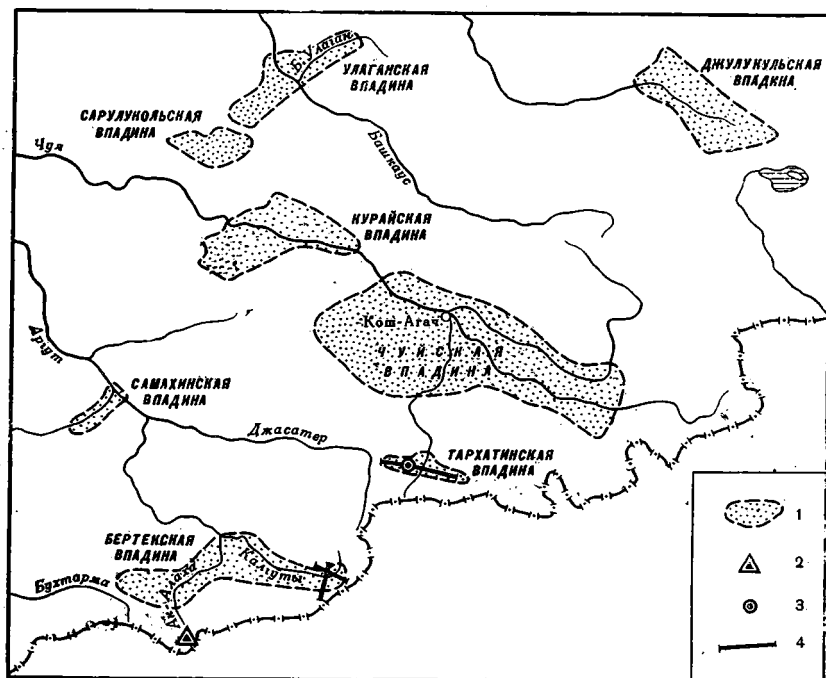 Б. Улаган
УЛАГАНСКАЯ
ВПАДИНА
ДЖУЛУКУЛЬСКАЯ
ВПАДИНА
САРУЛУКОЛЬСКАЯ
ВПАДИНА
Чуя
Башкаус
КУРАЙСКАЯ
ВПАДИНА
Кош-Агач
ЧУЙСКАЯ
ВПАДИНА
Аргут
САМАХИНСКАЯ
ВПАДИНА
Джасатер
ТАРХАТИНСКАЯ
ВПАДИНА
БЕРТЕКСКАЯ
ВПАДИНА
Бухтарма
Ак Алаха
Калгуты
1
2
3
4